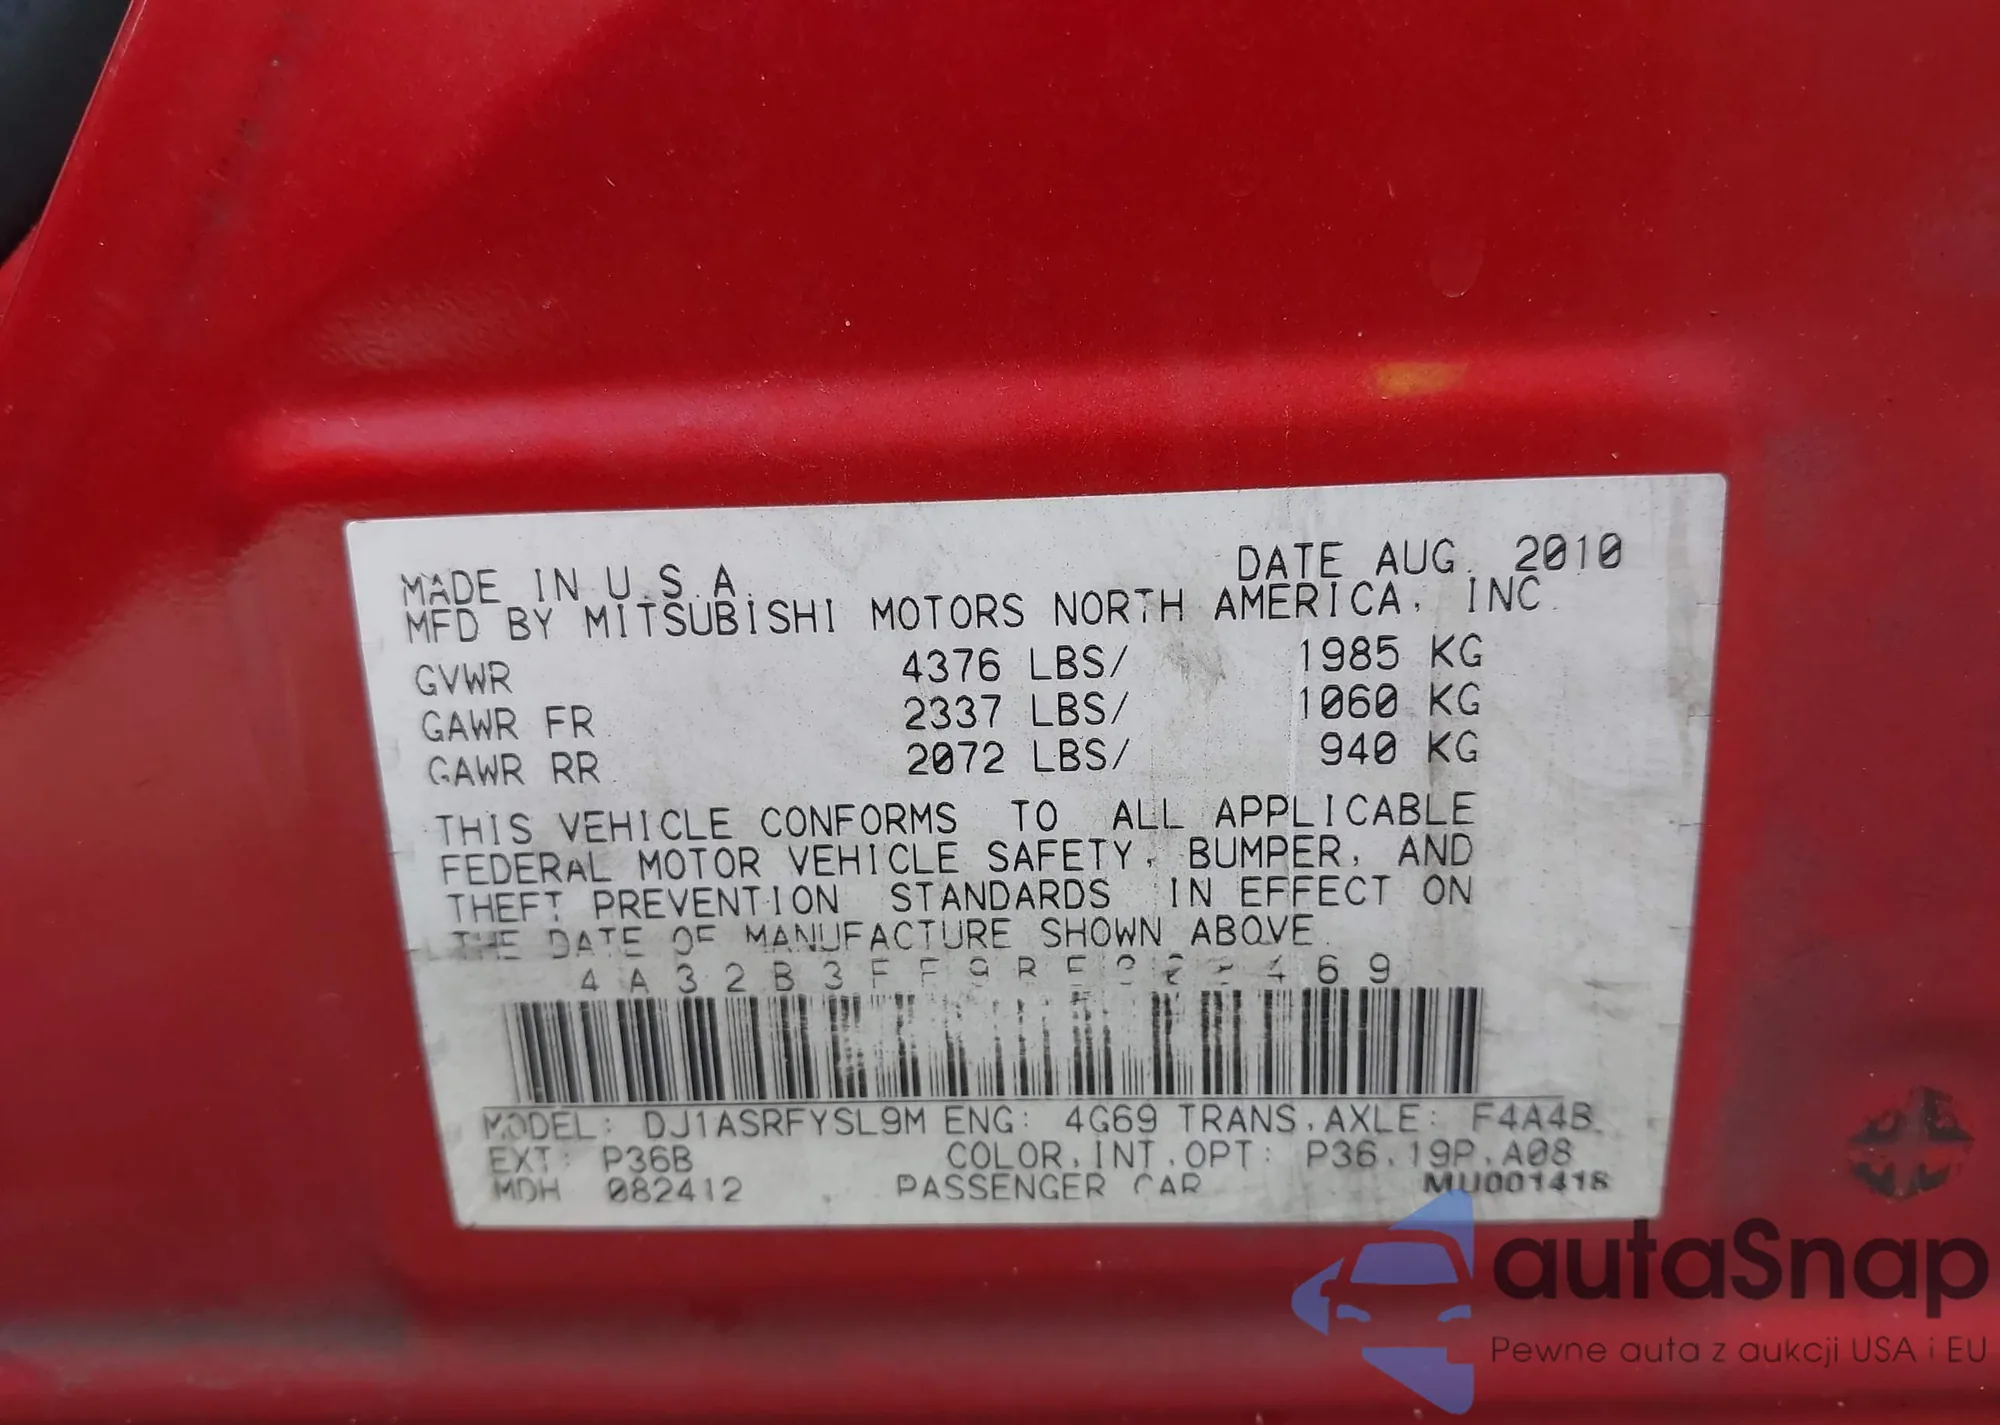 DATE AUG. 2010
MADE IN U.S.A.
MFD BY MITSUBISHI MOTORS NORTH AMERICA, INC.
GVWR 4376 LBS/ 1985 KG
GAWR FR 2337 LBS/ 1060 KG
GAWR RR 2072 LBS/ 940 KG
THIS VEHICLE CONFORMS TO ALL APPLICABLE
FEDERAL MOTOR VEHICLE SAFETY, BUMPER, AND
THEFT PREVENTION STANDARDS IN EFFECT ON
THE DATE OF MANUFACTURE SHOWN ABOVE.
MODEL: DJ1ASRFYSL9M ENG: 4G69 TRANS,AXLE: F4A4B
EXT: P36B COLOR,INT,OPT: P36,19P,A08
MDH 082412 PASSENGER CAR
autaSnap
Pewne auta z aukcji USA i EU